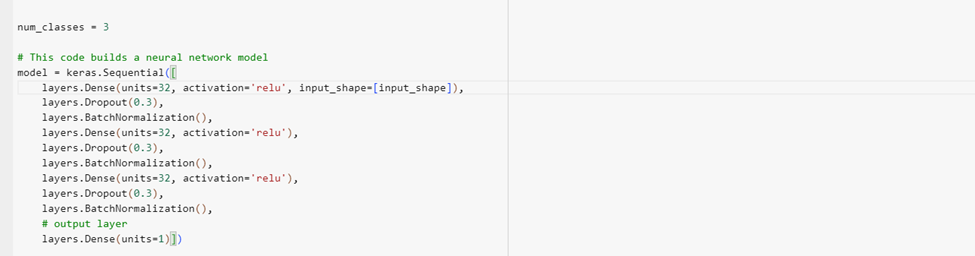 num_classes = 3
# This code builds a neural network model
model = keras.Sequential([
layers.Dense(units=32, activation='relu', input_shape=[input_shape]),
layers.Dropout(0.3),
layers.BatchNormalization(),
layers.Dense(units=32, activation='relu'),
layers.Dropout(0.3),
layers.BatchNormalization(),
layers.Dense(units=32, activation='relu'),
layers.Dropout(0.3),
layers.BatchNormalization(),
# output layer
layers.Dense(units=1)])